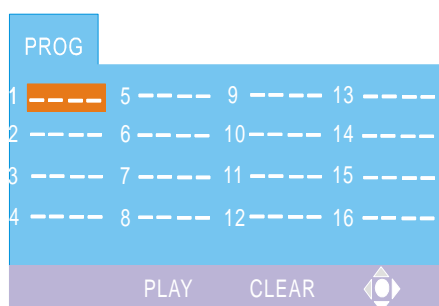 PROG
1 ____ 5 ---- 9 ---- 13 ----
2 ---- 6 ---- 10 ---- 14 ----
3 ---- 7 ---- 11 ---- 15 ----
4 ---- 8 ---- 12 ---- 16 ----
PLAY CLEAR